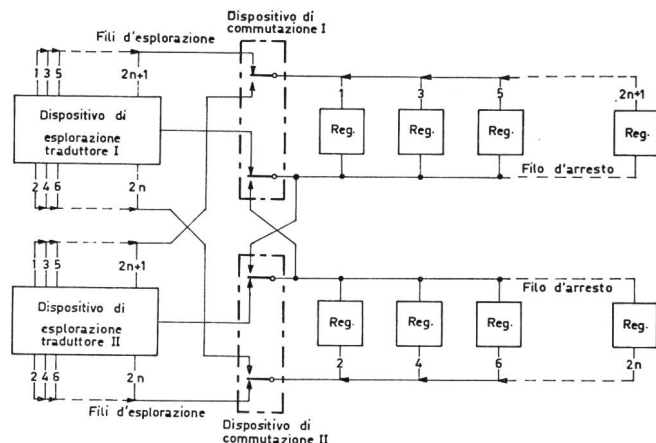 Dispositivo di
commutazione I
Fili d'esplorazione
1 3 5 2n+1
Dispositivo di
esplorazione
traduttore I
2 4 6 2n
1 3 5 2n+1
Reg. Reg. Reg. Reg.
Filo d'arresto
1 3 5 2n+1
Dispositivo di
esplorazione
traduttore II
2 4 6 2n
Fili d'esplorazione
Filo d'arresto
Reg. Reg. Reg. Reg.
2 4 6 2n
Dispositivo di
commutazione II